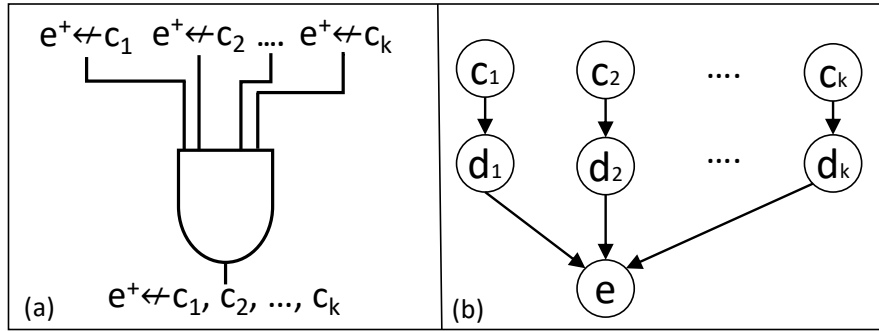 e⁺↚c₁ e⁺↚c₂ .... e⁺↚cₖ
e⁺↚c₁, c₂, ..., cₖ
(a)
c₁ c₂ .... cₖ
d₁ d₂ .... dₖ
e
(b)